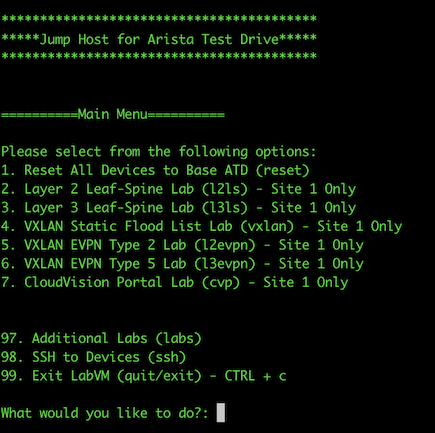 *****************************************
*****Jump Host for Arista Test Drive*****
*****************************************
==========Main Menu==========
Please select from the following options:
1. Reset All Devices to Base ATD (reset)
2. Layer 2 Leaf-Spine Lab (l2ls) - Site 1 Only
3. Layer 3 Leaf-Spine Lab (l3ls) - Site 1 Only
4. VXLAN Static Flood List Lab (vxlan) - Site 1 Only
5. VXLAN EVPN Type 2 Lab (l2evpn) - Site 1 Only
6. VXLAN EVPN Type 5 Lab (l3evpn) - Site 1 Only
7. CloudVision Portal Lab (cvp) - Site 1 Only
97. Additional Labs (labs)
98. SSH to Devices (ssh)
99. Exit LabVM (quit/exit) - CTRL + c
What would you like to do?: